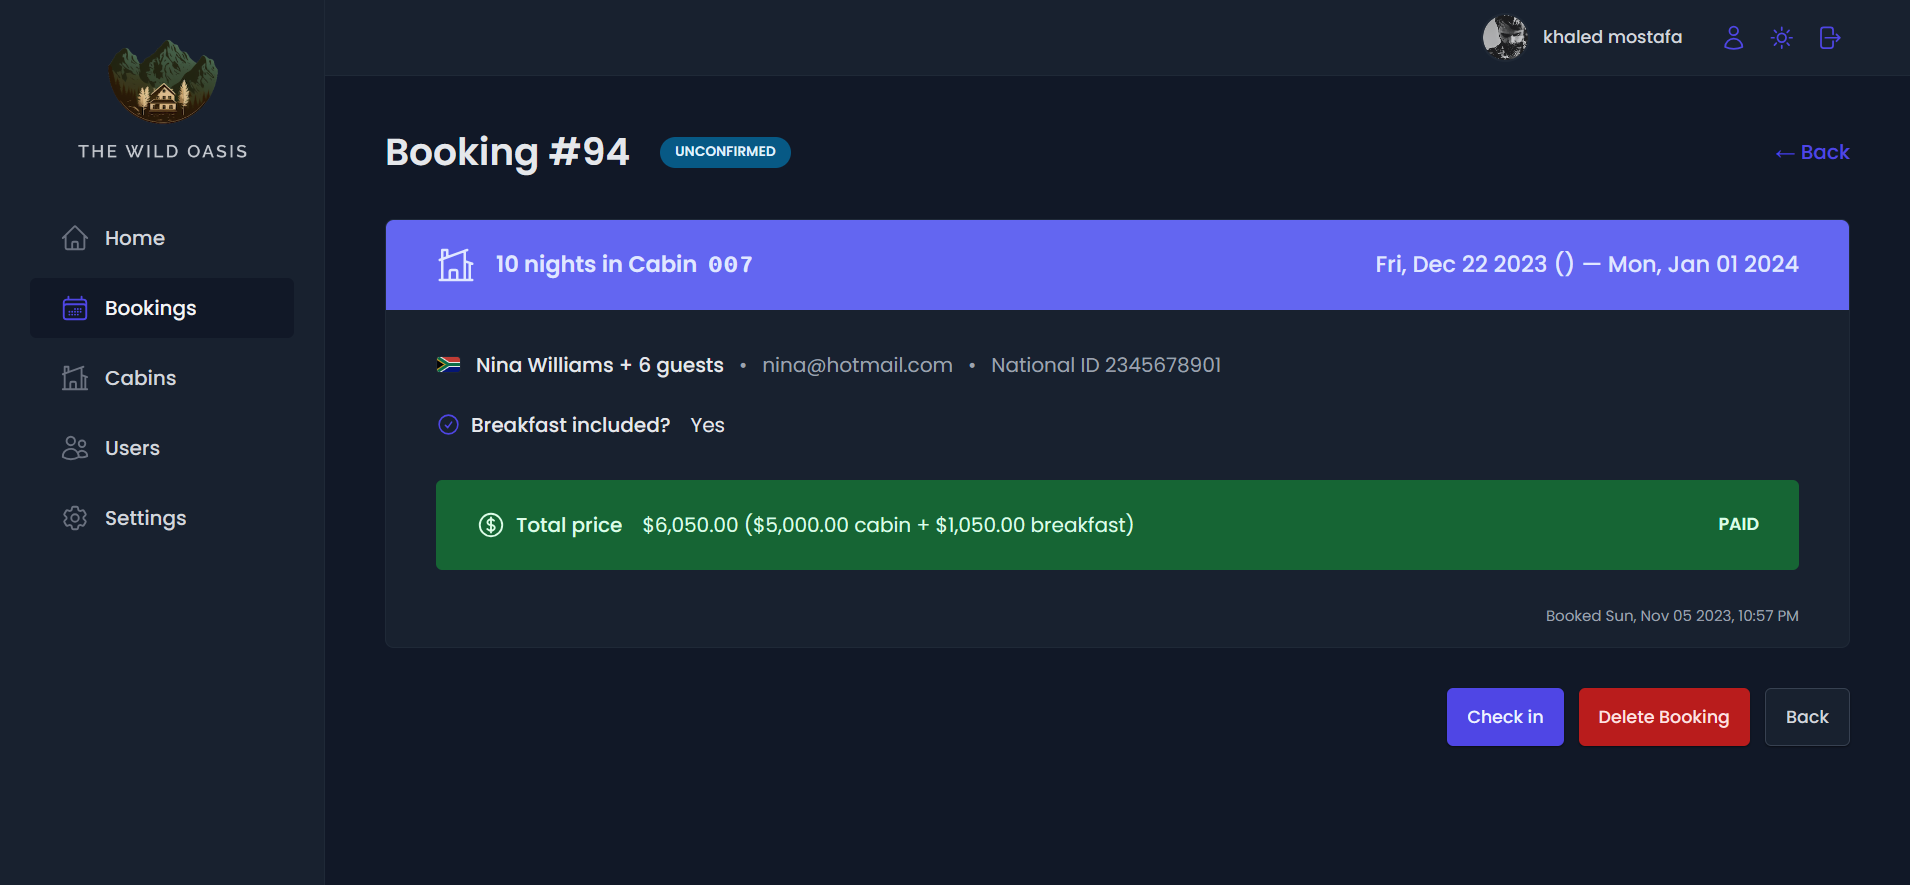 THE WILD OASIS
Home
Bookings
Cabins
Users
Settings
khaled mostafa
Booking #94 UNCONFIRMED
← Back
10 nights in Cabin 007
Fri, Dec 22 2023 () — Mon, Jan 01 2024
Nina Williams + 6 guests • nina@hotmail.com • National ID 2345678901
Breakfast included? Yes
Total price $6,050.00 ($5,000.00 cabin + $1,050.00 breakfast)
PAID
Booked Sun, Nov 05 2023, 10:57 PM
Check in
Delete Booking
Back